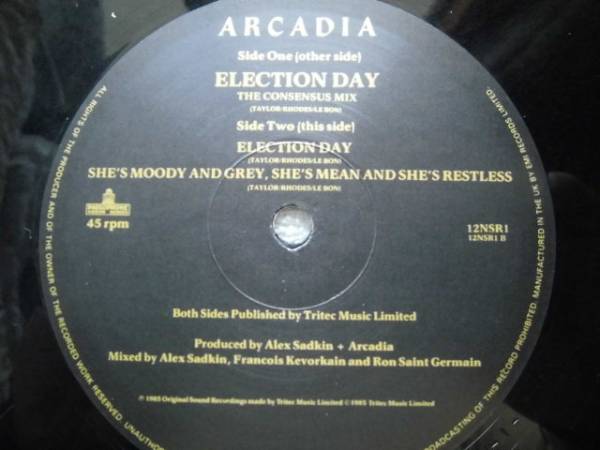 ARCADIA
Side One (other side)
ELECTION DAY
THE CONSENSUS MIX
(TAYLOR/RHODES/LE BON)
Side Two (this side)
ELECTION DAY
(TAYLOR/RHODES/LE BON)
SHE'S MOODY AND GREY, SHE'S MEAN AND SHE'S RESTLESS
(TAYLOR/RHODES/LE BON)
PARLOPHONE
45 rpm
12NSR1
12NSR1 B
Both Sides Published by Tritec Music Limited
Produced by Alex Sadkin + Arcadia
Mixed by Alex Sadkin, Francois Kevorkain and Ron Saint Germain
℗ 1985 Original Sound Recordings made by Tritec Music Limited © 1985 Tritec Music Limited
ALL RIGHTS OF THE PRODUCER AND OF THE OWNER OF THE RECORDED WORK RESERVED. UNAUTHO
BROADCASTING OF THIS RECORD PROHIBITED. MANUFACTURED IN THE UK BY EMI RECORDS LIMITED.